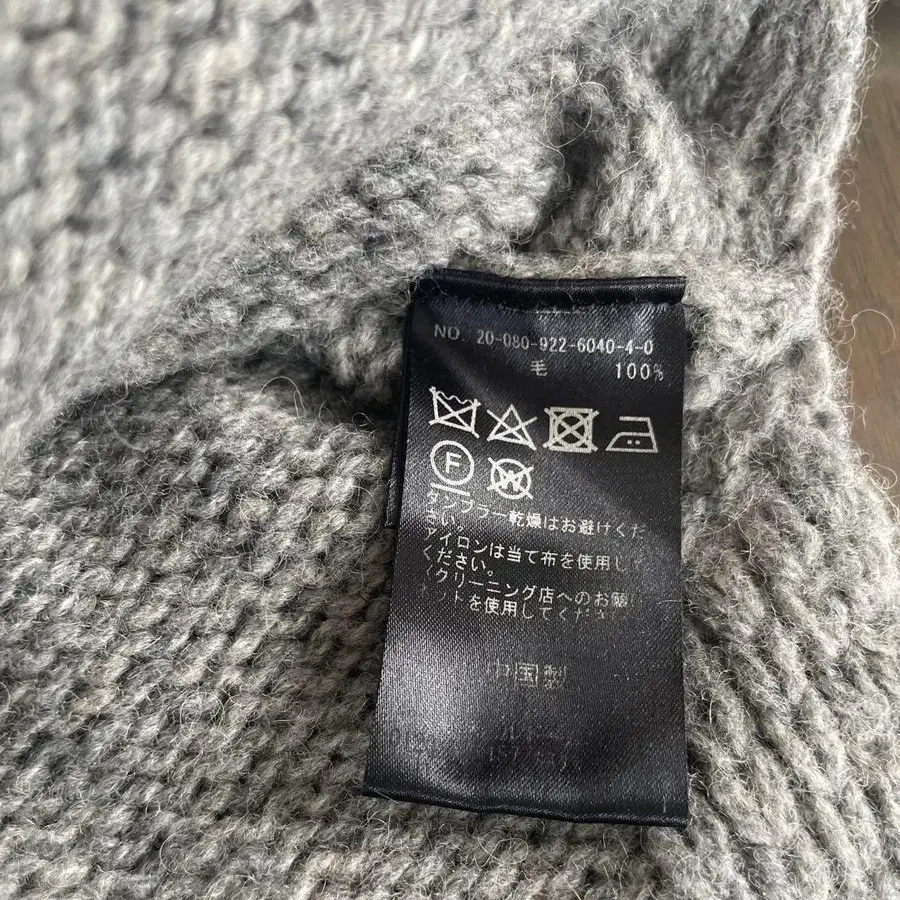 NO. 20-080-922-6040-4-0
毛 100%
F
W
タンブラー乾燥はお避けくだ
さい。
アイロンは当て布を使用し
ください。
(クリーニング店へのお願
ットを使用してくだ
中国製